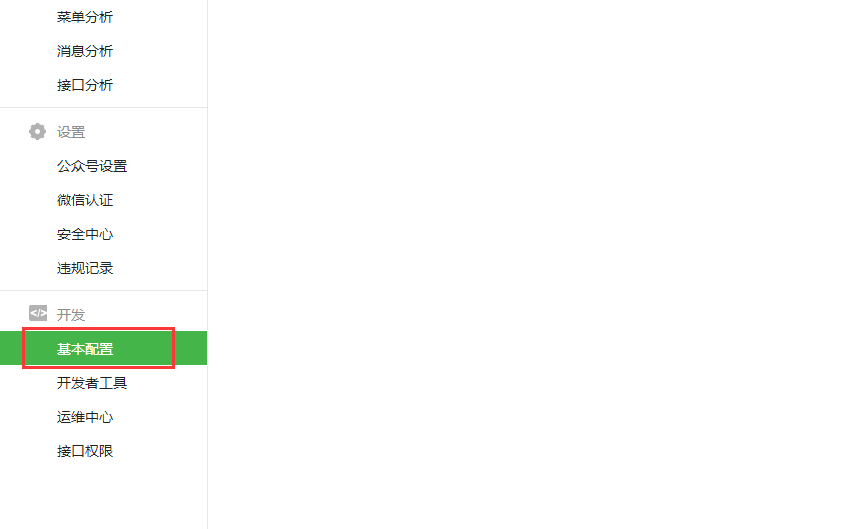 菜单分析
消息分析
接口分析
设置
公众号设置
微信认证
安全中心
违规记录
</> 开发
基本配置
开发者工具
运维中心
接口权限